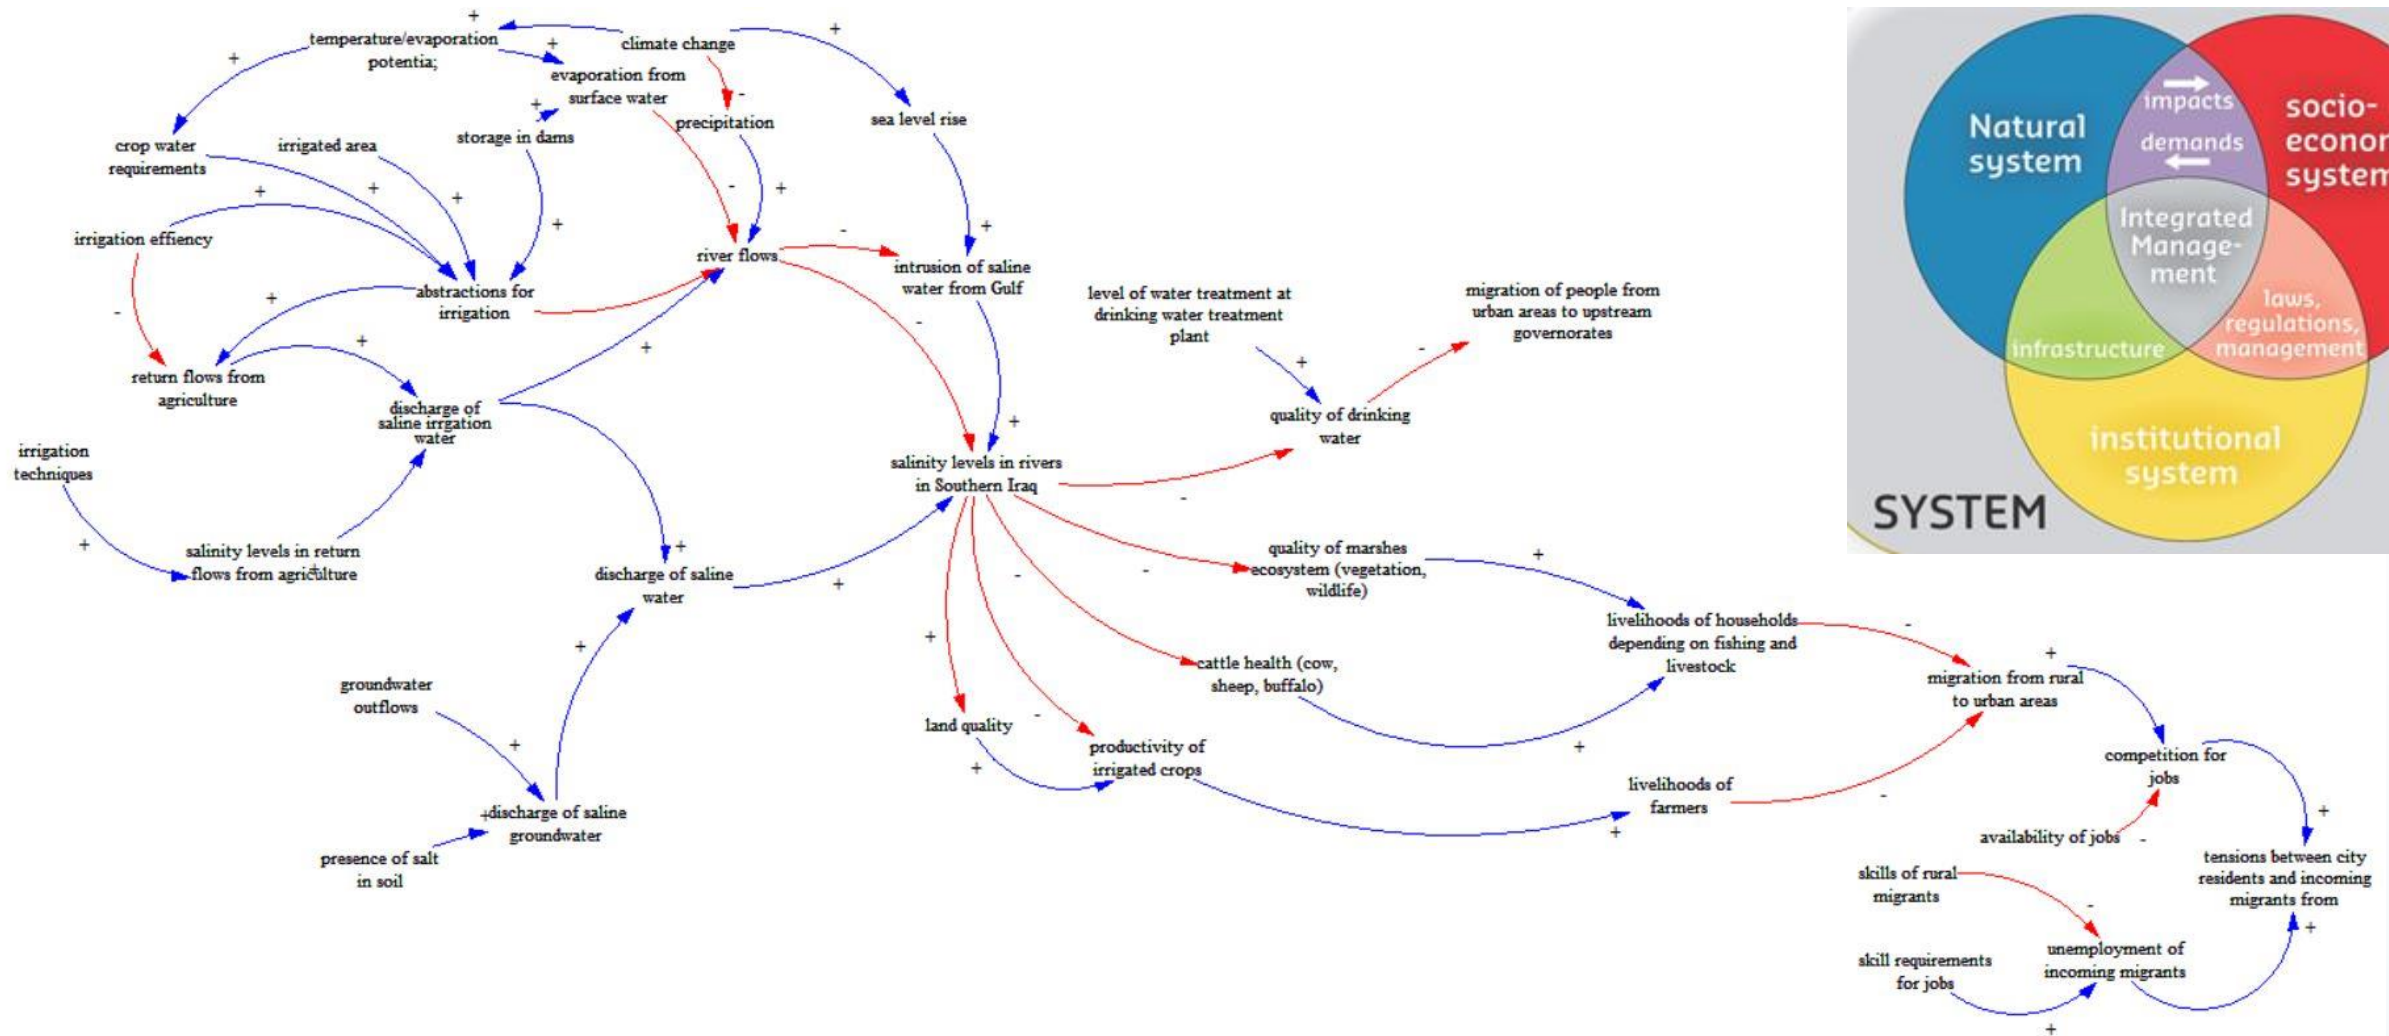 temperature/evaporation
potentia;
climate change
evaporation from
surface water
precipitation
sea level rise
storage in dams
crop water
requirements
irrigated area
irrigation effiency
abstractions for
irrigation
river flows
intrusion of saline
water from Gulf
level of water treatment at
drinking water treatment
plant
migration of people from
urban areas to upstream
governorates
return flows from
agriculture
discharge of
saline irrgation
water
quality of drinking
water
irrigation
techniques
salinity levels in rivers
in Southern Iraq
salinity levels in return
flows from agriculture
discharge of saline
water
quality of marshes
ecosystem (vegetation,
wildlife)
livelihoods of households
depending on fishing and
livestock
cattle health (cow,
sheep, buffalo)
migration from rural
to urban areas
groundwater
outflows
land quality
productivity of
irrigated crops
competition for
jobs
livelihoods of
farmers
discharge of saline
groundwater
availability of jobs
presence of salt
in soil
tensions between city
residents and incoming
migrants from
skills of rural
migrants
unemployment of
incoming migrants
skill requirements
for jobs
Natural
system
impacts
demands
socio-
econor
system
Integrated
Manage-
ment
infrastructure
laws,
regulations,
management
institutional
system
SYSTEM
+
+
+
+
-
+
+
+
+
+
+
-
+
+
-
-
+
+
+
-
+
+
+
-
-
+
+
+
+
-
-
+
+
-
+
-
+
+
-
+
+
+
-
+
+
-
+
-
+
+